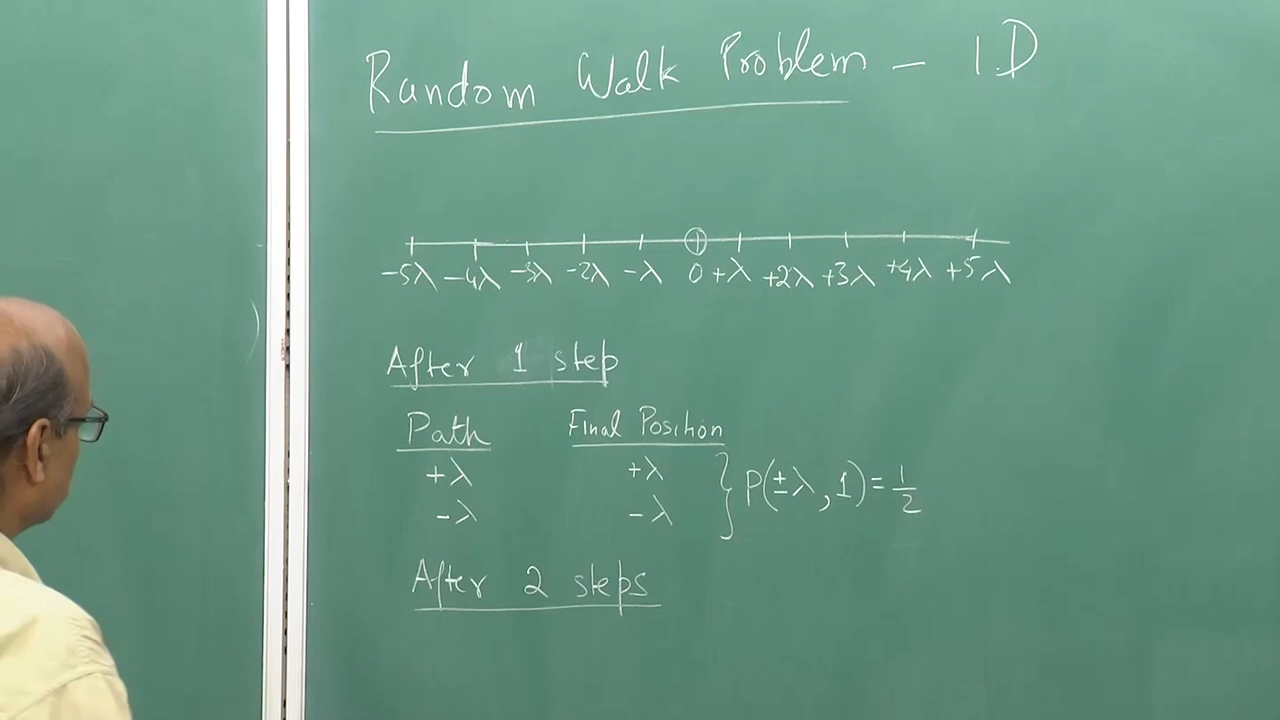 Random Walk Problem – 1D
-5λ -4λ -3λ -2λ -λ 0 +λ +2λ +3λ +4λ +5λ
After 1 step
Path Final Position
+λ +λ
-λ -λ
} P(±λ, 1) = 1/2
After 2 steps